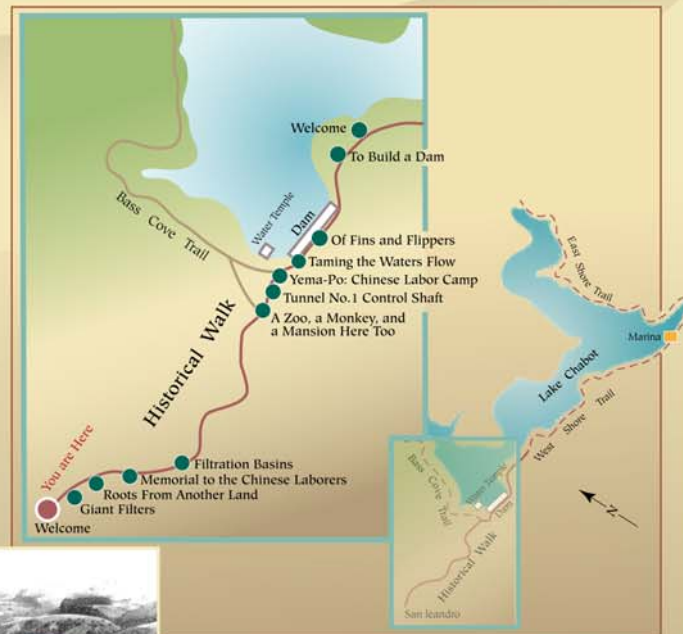 Welcome
To Build a Dam
Bass Cove Trail
Water Temple
Dam
Of Fins and Flippers
Taming the Waters Flow
Yema-Po: Chinese Labor Camp
Tunnel No.1 Control Shaft
A Zoo, a Monkey, and
a Mansion Here Too
Historical Walk
You are Here
Filtration Basins
Memorial to the Chinese Laborers
Roots From Another Land
Giant Filters
Welcome
East Shore Trail
Marina
Lake Chabot
West Shore Trail
Bass Cove Trail
Water Temple
Dam
Historical Walk
San leandro
N